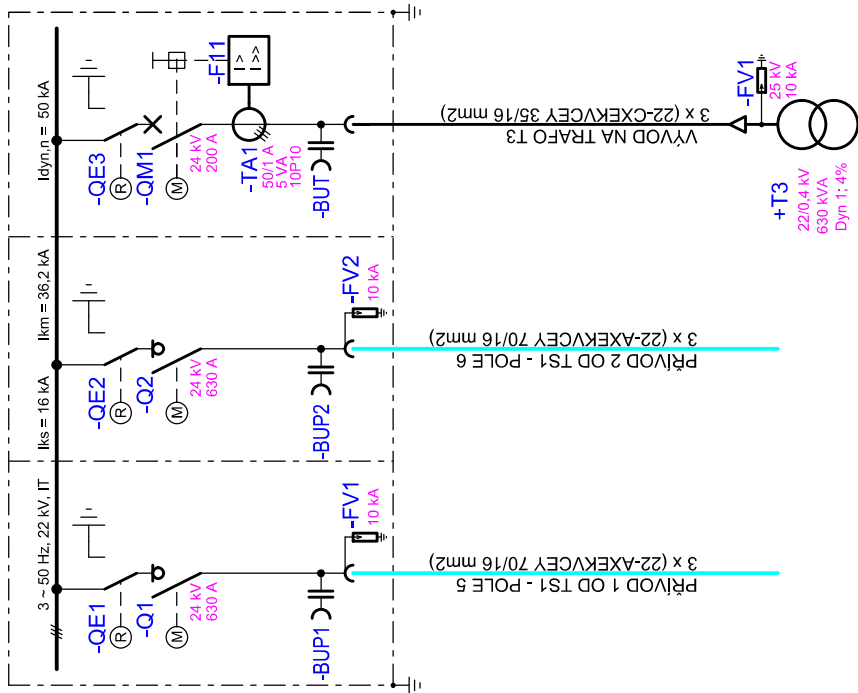 3 ~ 50 Hz, 22 kV, IT
Iks = 16 kA
Ikm = 36,2 kA
Idyn,n = 50 kA
-QE1
R
-Q1
M
24 kV
630 A
-BUP1
-FV1
10 kA
PŘÍVOD 1 OD TS1 - POLE 5
3 x (22-AXEKVCEY 70/16 mm2)
-QE2
R
-Q2
M
24 kV
630 A
-BUP2
-FV2
10 kA
PŘÍVOD 2 OD TS1 - POLE 6
3 x (22-AXEKVCEY 70/16 mm2)
-QE3
R
-QM1
M
24 kV
200 A
-F11
>
>>
-TA1
50/1 A
5 VA
10P10
-BUT
VÝVOD NA TRAFO T3
3 x (22-CXEKVCEY 35/16 mm2)
-FV1
25 kV
10 kA
+T3
22/0,4 kV
630 kVA
Dyn 1; 4%